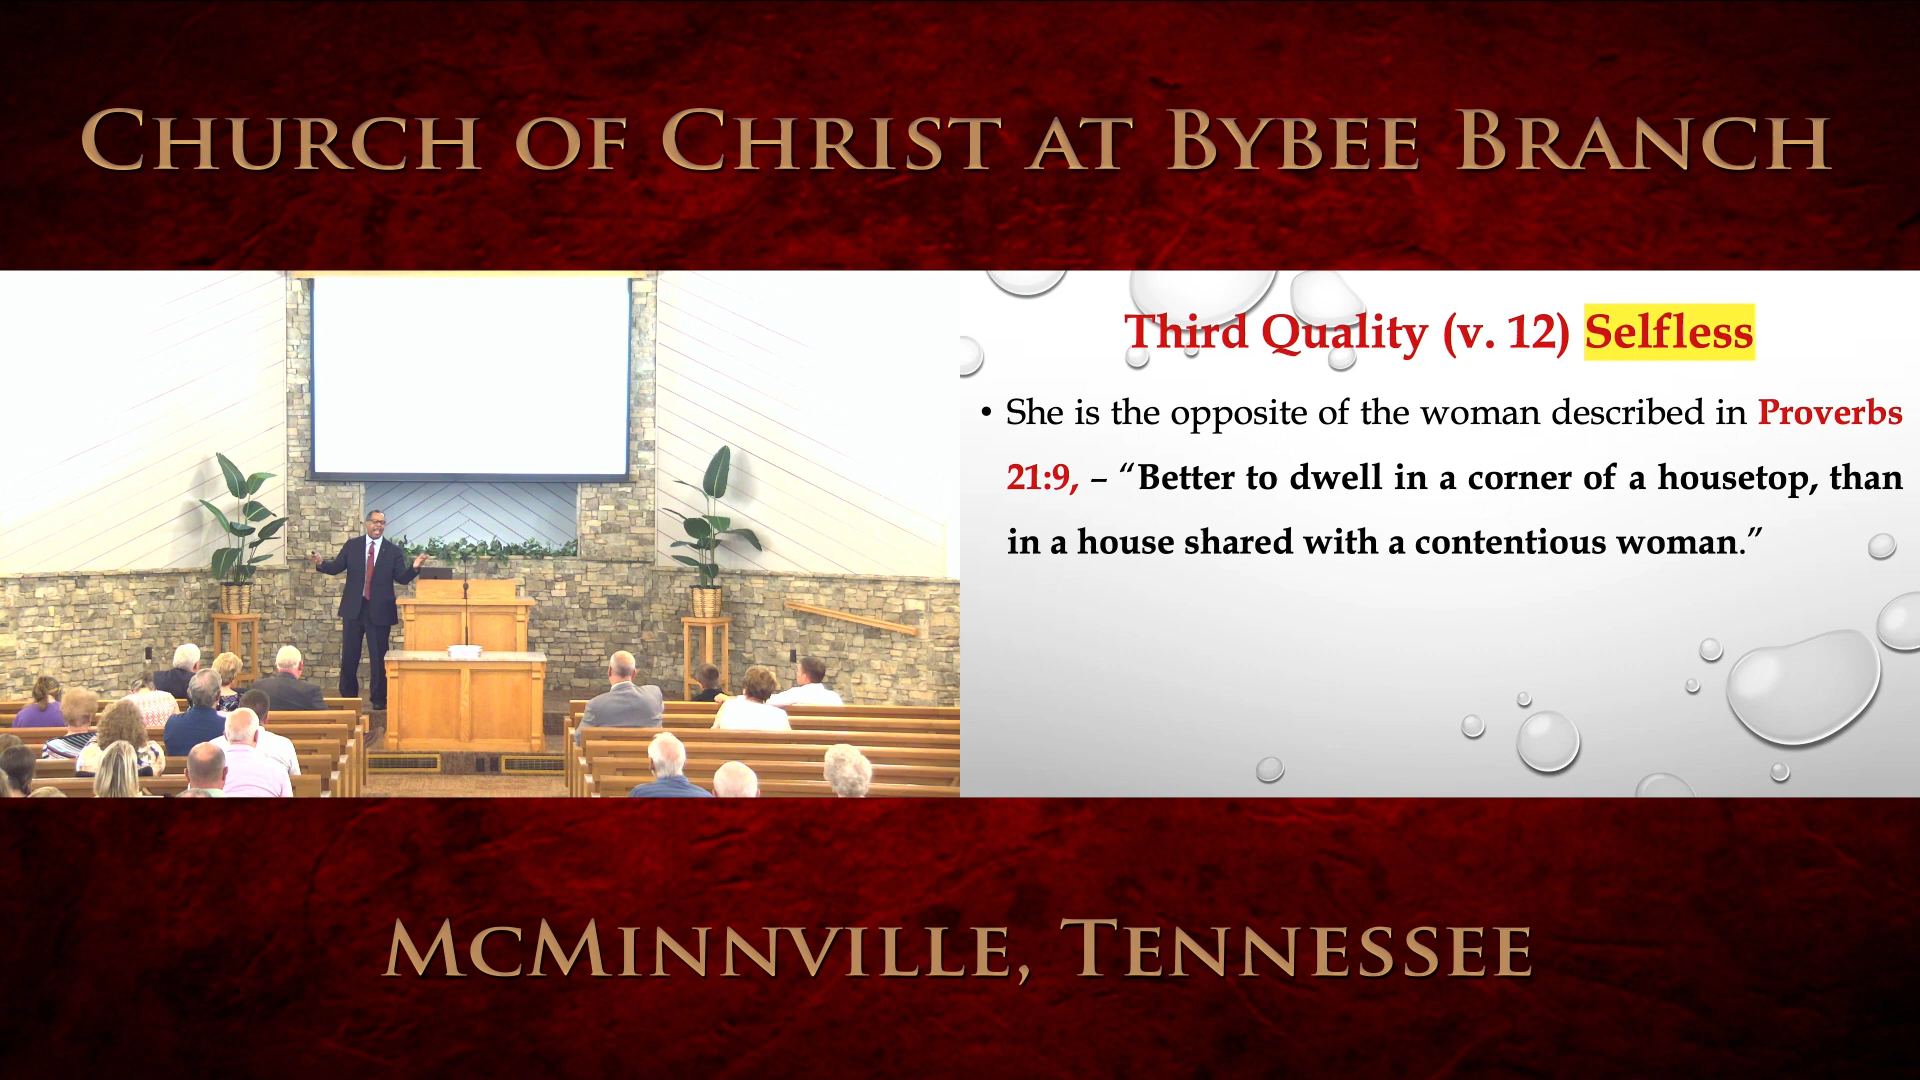 Church of Christ at Bybee Branch
Third Quality (v. 12) Selfless
• She is the opposite of the woman described in Proverbs
21:9, – “Better to dwell in a corner of a housetop, than
in a house shared with a contentious woman.”
McMinnville, Tennessee